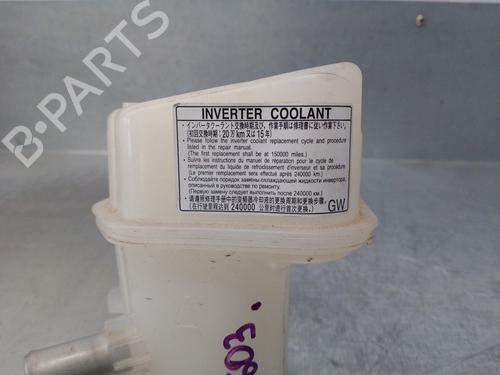 B-PARTS
INVERTER COOLANT
• インバータクーラント交換時期及び、作業手順は修理書に従い作業下さい。
(初回交換時期:20万km又は15年)
• Please follow the inverter coolant replacement cycle and procedure
listed in the repair manual.
(The first replacement shall be at 150000 miles.)
• Suivre les instructions du manuel de réparation pour le cycle de
remplacement du liquide de refroidissement d'inverseur et sa procédure
(Le premier remplacement sera effectué après 240000 km.)
• Соблюдайте порядок замены охлаждающей жидкости инвертора,
описанный в руководстве по ремонту.
(Первую замену следует выполнить после 240000 км.)
• 请遵照修理手册中的变频器冷却液的更换周期和更换步骤。
(在行驶里程达到 240000 公里时进行首次更换。)
GW
603.